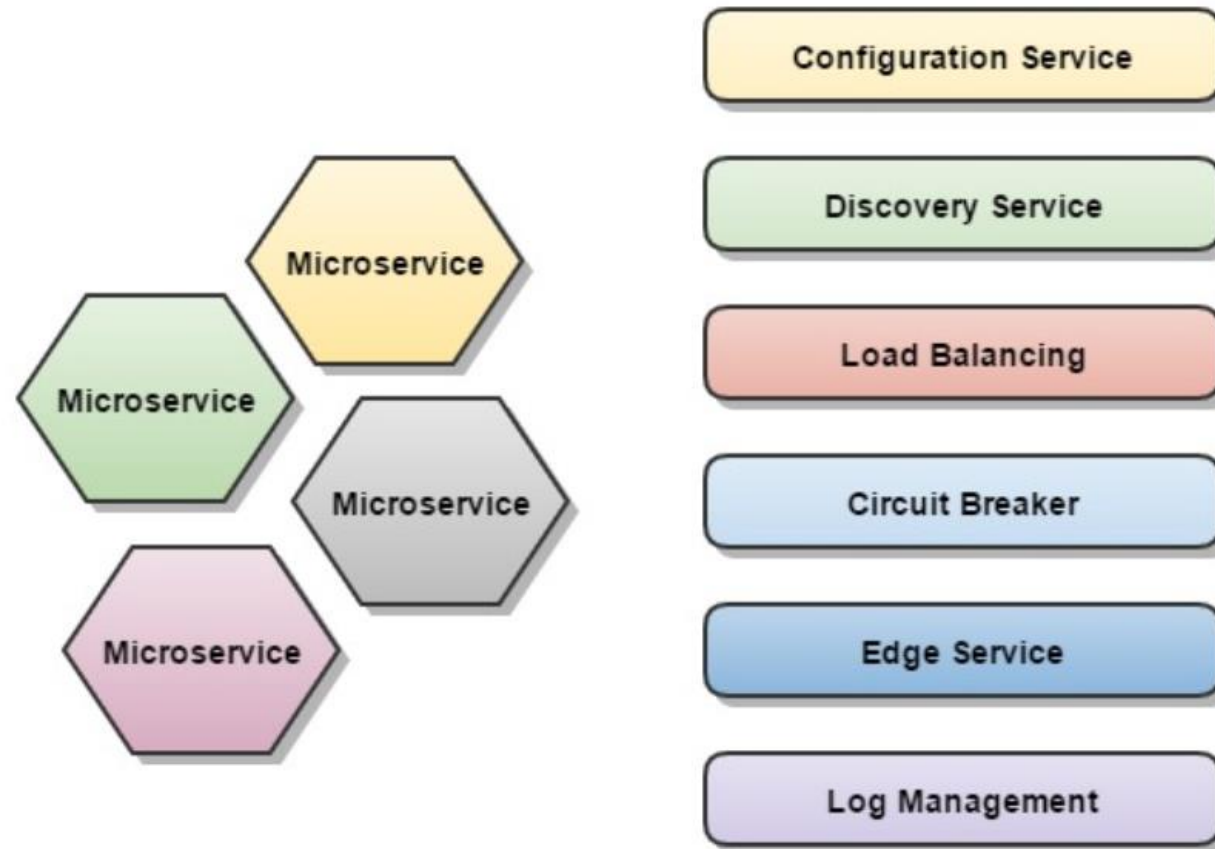 Configuration Service
Discovery Service
Microservice
Load Balancing
Microservice
Circuit Breaker
Microservice
Microservice
Edge Service
Log Management